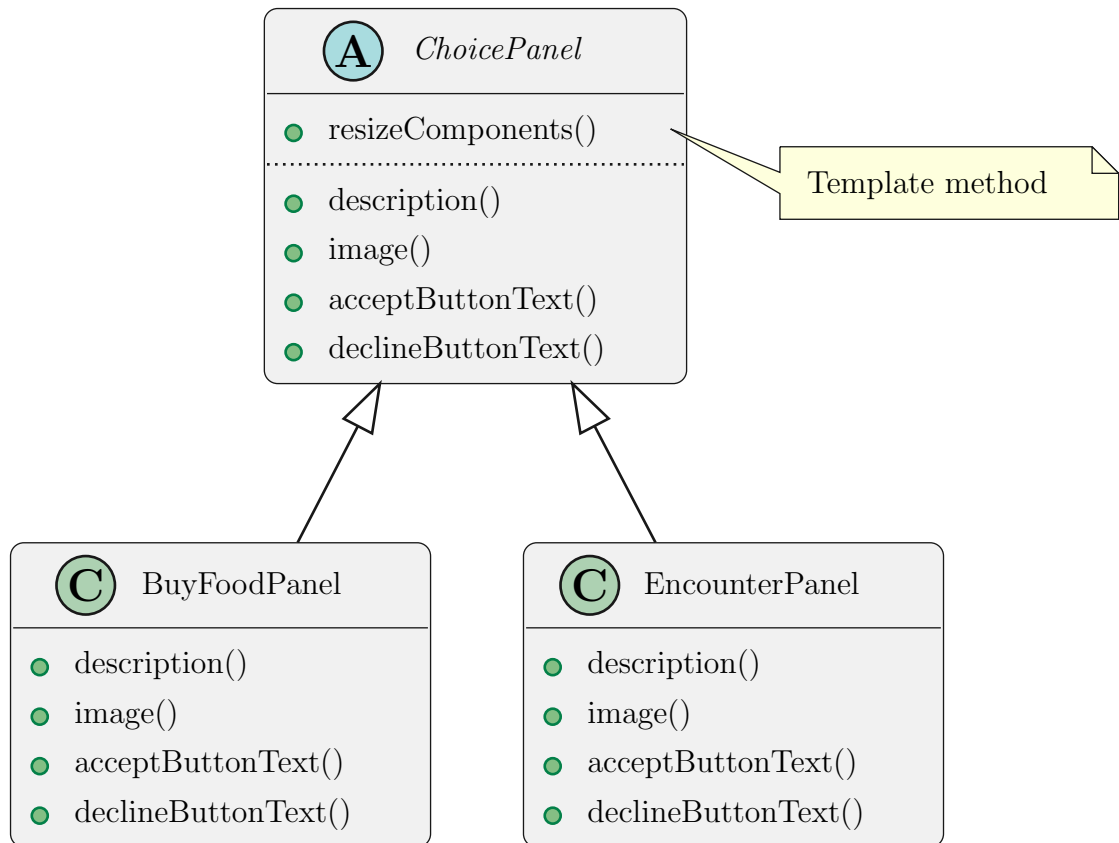 A ChoicePanel
resizeComponents()
Template method
description()
image()
acceptButtonText()
declineButtonText()
C BuyFoodPanel
description()
image()
acceptButtonText()
declineButtonText()
C EncounterPanel
description()
image()
acceptButtonText()
declineButtonText()